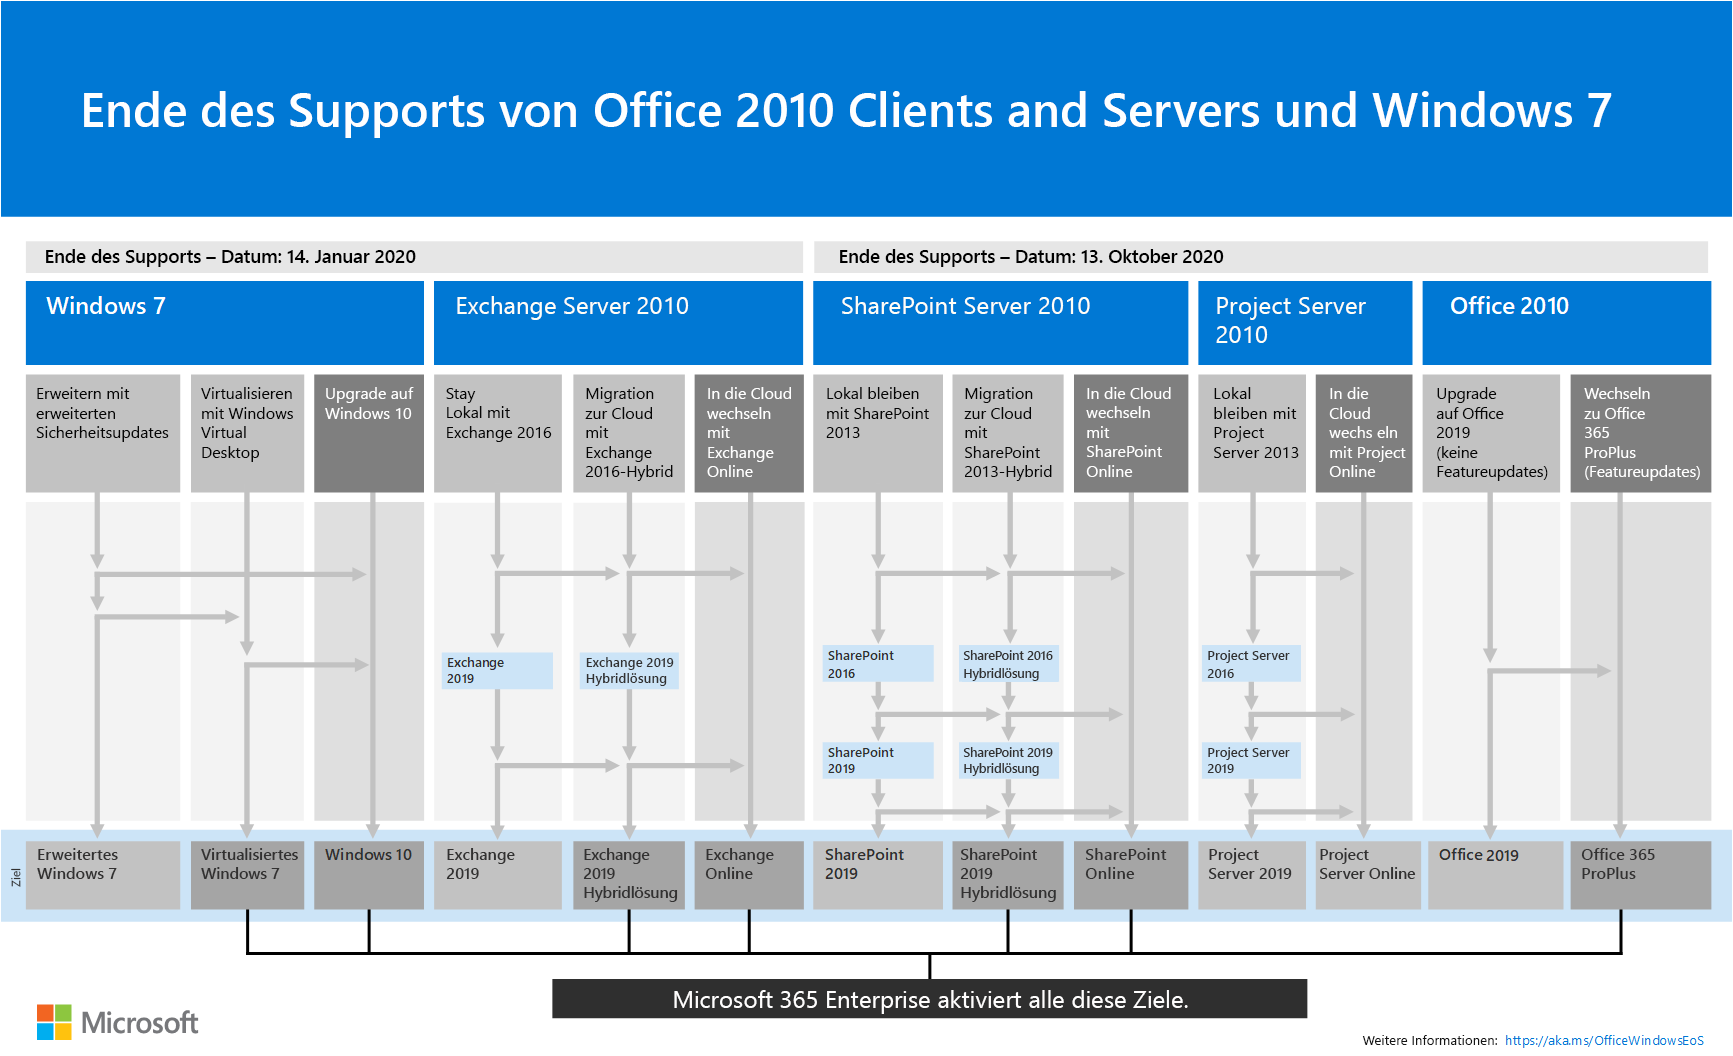 Ende des Supports von Office 2010 Clients and Servers und Windows 7
Ende des Supports – Datum: 14. Januar 2020
Ende des Supports – Datum: 13. Oktober 2020
Windows 7
Exchange Server 2010
SharePoint Server 2010
Project Server
2010
Office 2010
Erweitern mit
erweiterten
Sicherheitsupdates
Virtualisieren
mit Windows
Virtual
Desktop
Upgrade auf
Windows 10
Stay
Lokal mit
Exchange 2016
Migration
zur Cloud
mit
Exchange
2016-Hybrid
In die Cloud
wechseln
mit
Exchange
Online
Lokal bleiben
mit SharePoint
2013
Migration
zur Cloud
mit
SharePoint
2013-Hybrid
In die Cloud
wechseln
mit
SharePoint
Online
Lokal
bleiben mit
Project
Server 2013
In die
Cloud
wechs eln
mit Project
Online
Upgrade
auf Office
2019
(keine
Featureupdates)
Wechseln
zu Office
365
ProPlus
(Featureupdates)
Exchange
2019
Exchange 2019
Hybridlösung
SharePoint
2016
SharePoint 2016
Hybridlösung
Project Server
2016
SharePoint
2019
SharePoint 2019
Hybridlösung
Project Server
2019
Ziel
Erweitertes
Windows 7
Virtualisiertes
Windows 7
Windows 10
Exchange
2019
Exchange
2019
Hybridlösung
Exchange
Online
SharePoint
2019
SharePoint
2019
Hybridlösung
SharePoint
Online
Project
Server 2019
Project
Server Online
Office 2019
Office 365
ProPlus
Microsoft 365 Enterprise aktiviert alle diese Ziele.
Microsoft
Weitere Informationen: https://aka.ms/OfficeWindowsEoS